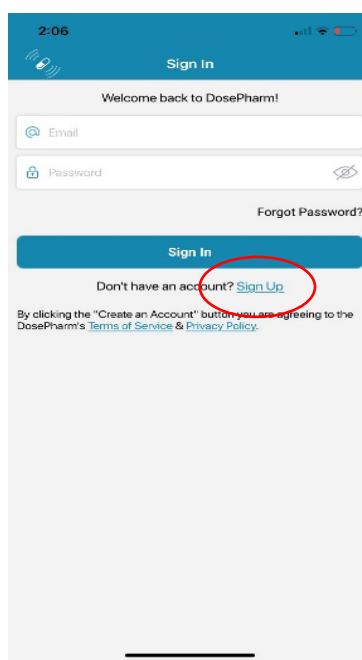 2:06
Sign In
Welcome back to DosePharm!
Email
Password
Forgot Password?
Sign In
Don't have an account? Sign Up
By clicking the "Create an Account" button you are agreeing to the
DosePharm's Terms of Service & Privacy Policy.